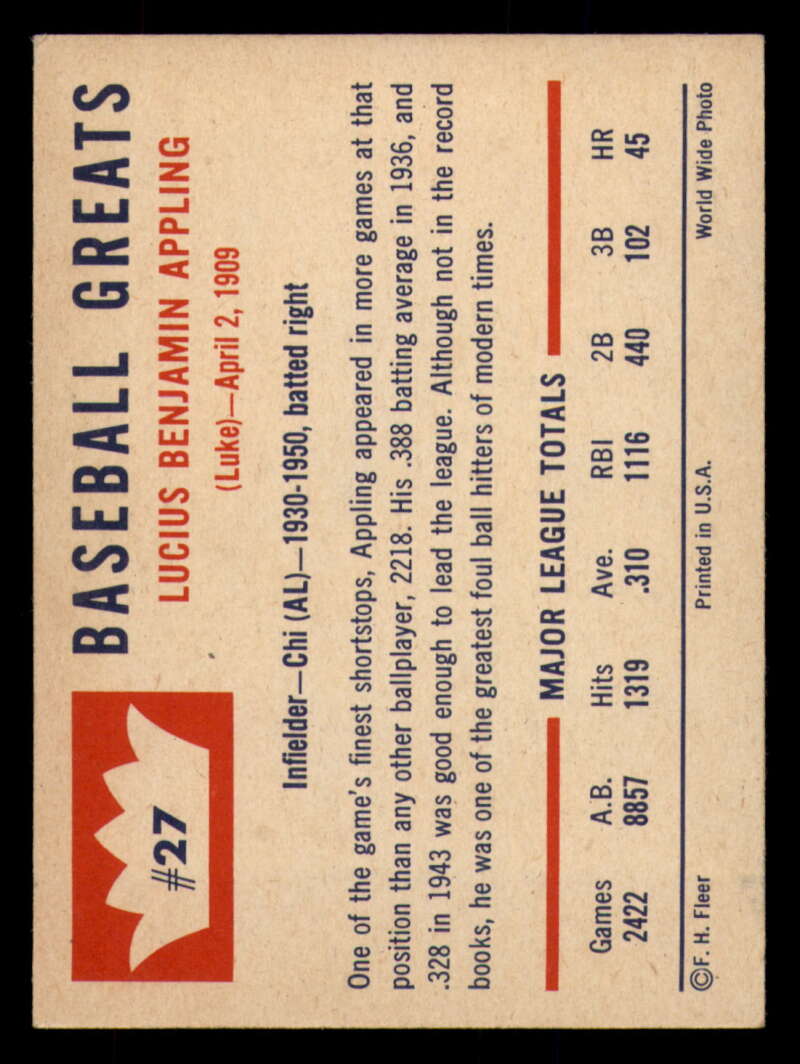 #27
BASEBALL GREATS
LUCIUS BENJAMIN APPLING
(Luke)—April 2, 1909
Infielder—Chi (AL)—1930-1950, batted right
One of the game's finest shortstops, Appling appeared in more games at that
position than any other ballplayer, 2218. His .388 batting average in 1936, and
.328 in 1943 was good enough to lead the league. Although not in the record
books, he was one of the greatest foul ball hitters of modern times.
MAJOR LEAGUE TOTALS
Games A.B. Hits Ave. RBI 2B 3B HR
2422 8857 1319 .310 1116 440 102 45
©F. H. Fleer Printed in U.S.A. World Wide Photo